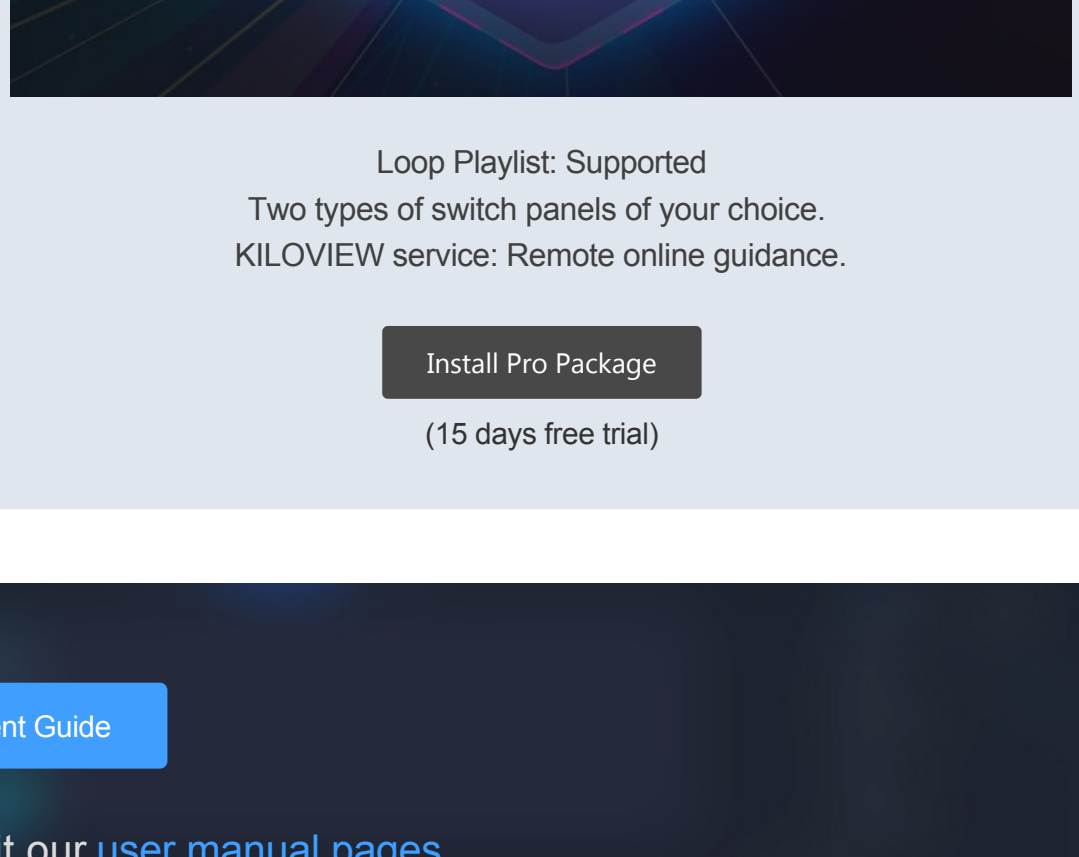 Loop Playlist: Supported
Two types of switch panels of your choice.
KILOVIEW service: Remote online guidance.
Install Pro Package
(15 days free trial)
Guide
our user manual pages